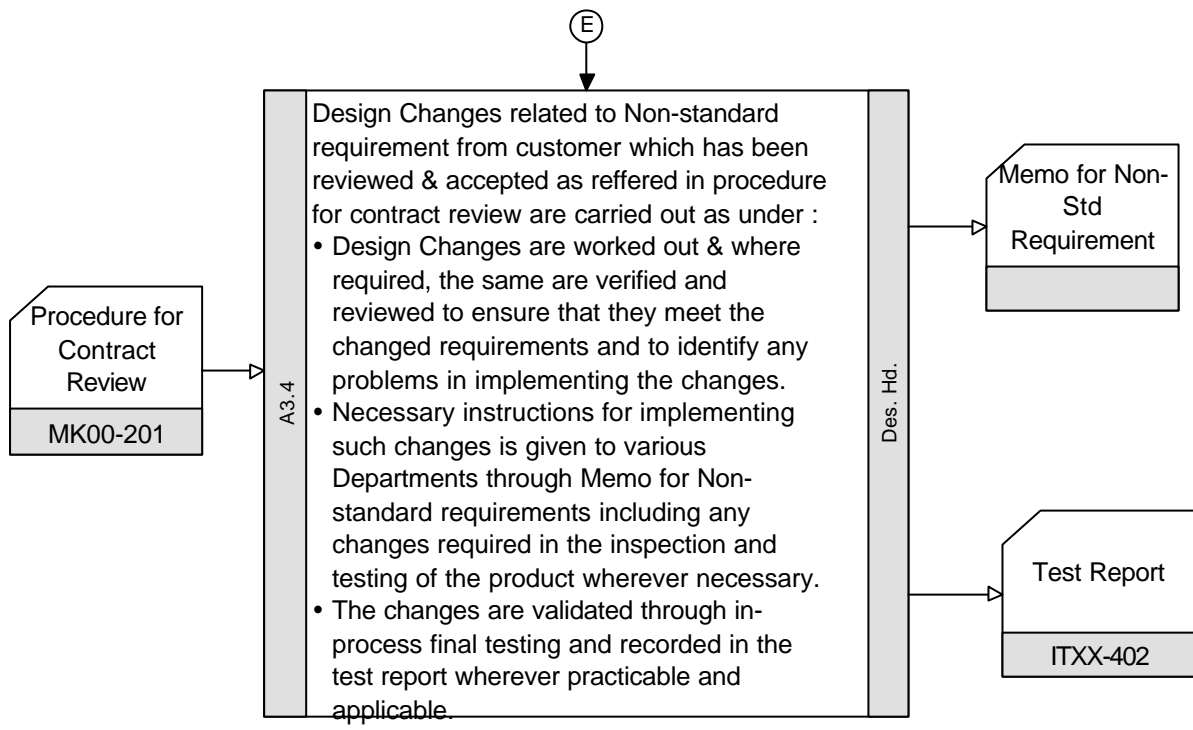 E
Design Changes related to Non-standard
requirement from customer which has been
reviewed & accepted as reffered in procedure
for contract review are carried out as under :
• Design Changes are worked out & where
required, the same are verified and
reviewed to ensure that they meet the
changed requirements and to identify any
problems in implementing the changes.
• Necessary instructions for implementing
such changes is given to various
Departments through Memo for Non-
standard requirements including any
changes required in the inspection and
testing of the product wherever necessary.
• The changes are validated through in-
process final testing and recorded in the
test report wherever practicable and
applicable.
A3.4
Des. Hd.
Procedure for
Contract
Review
MK00-201
Memo for Non-
Std
Requirement
Test Report
ITXX-402